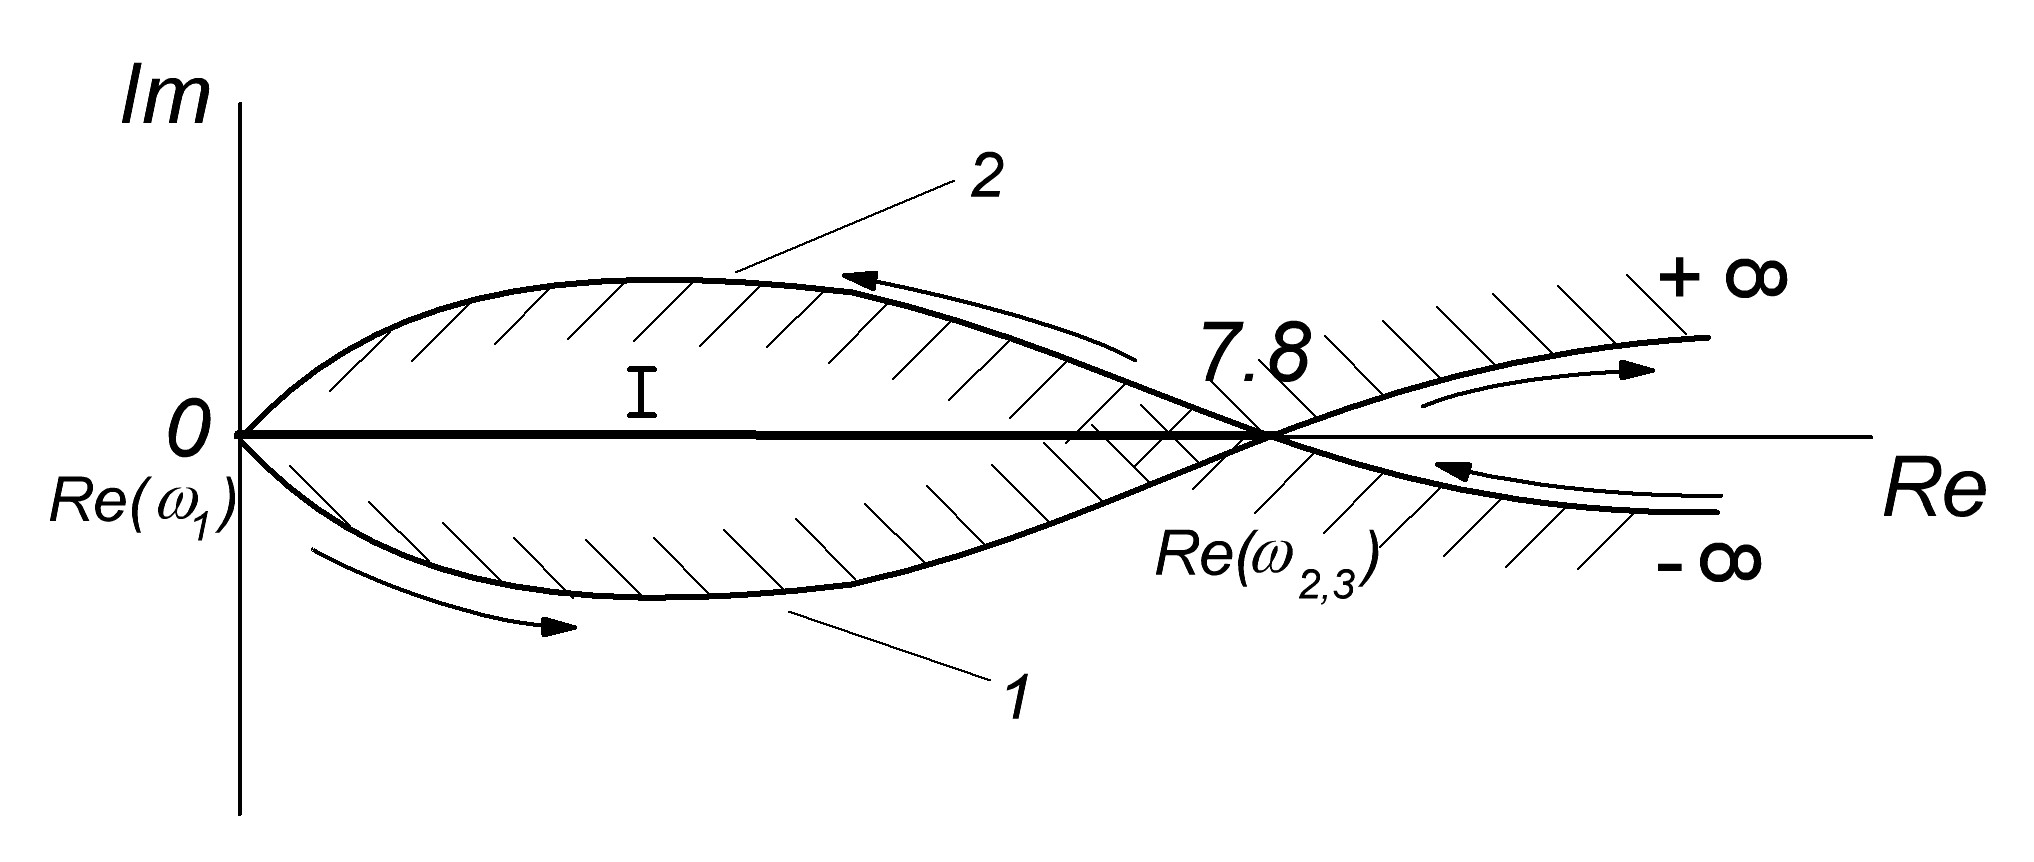 Im
2
+ ∞
7.8
I
0
Re
Re(ω1)
Re(ω2,3)
- ∞
1